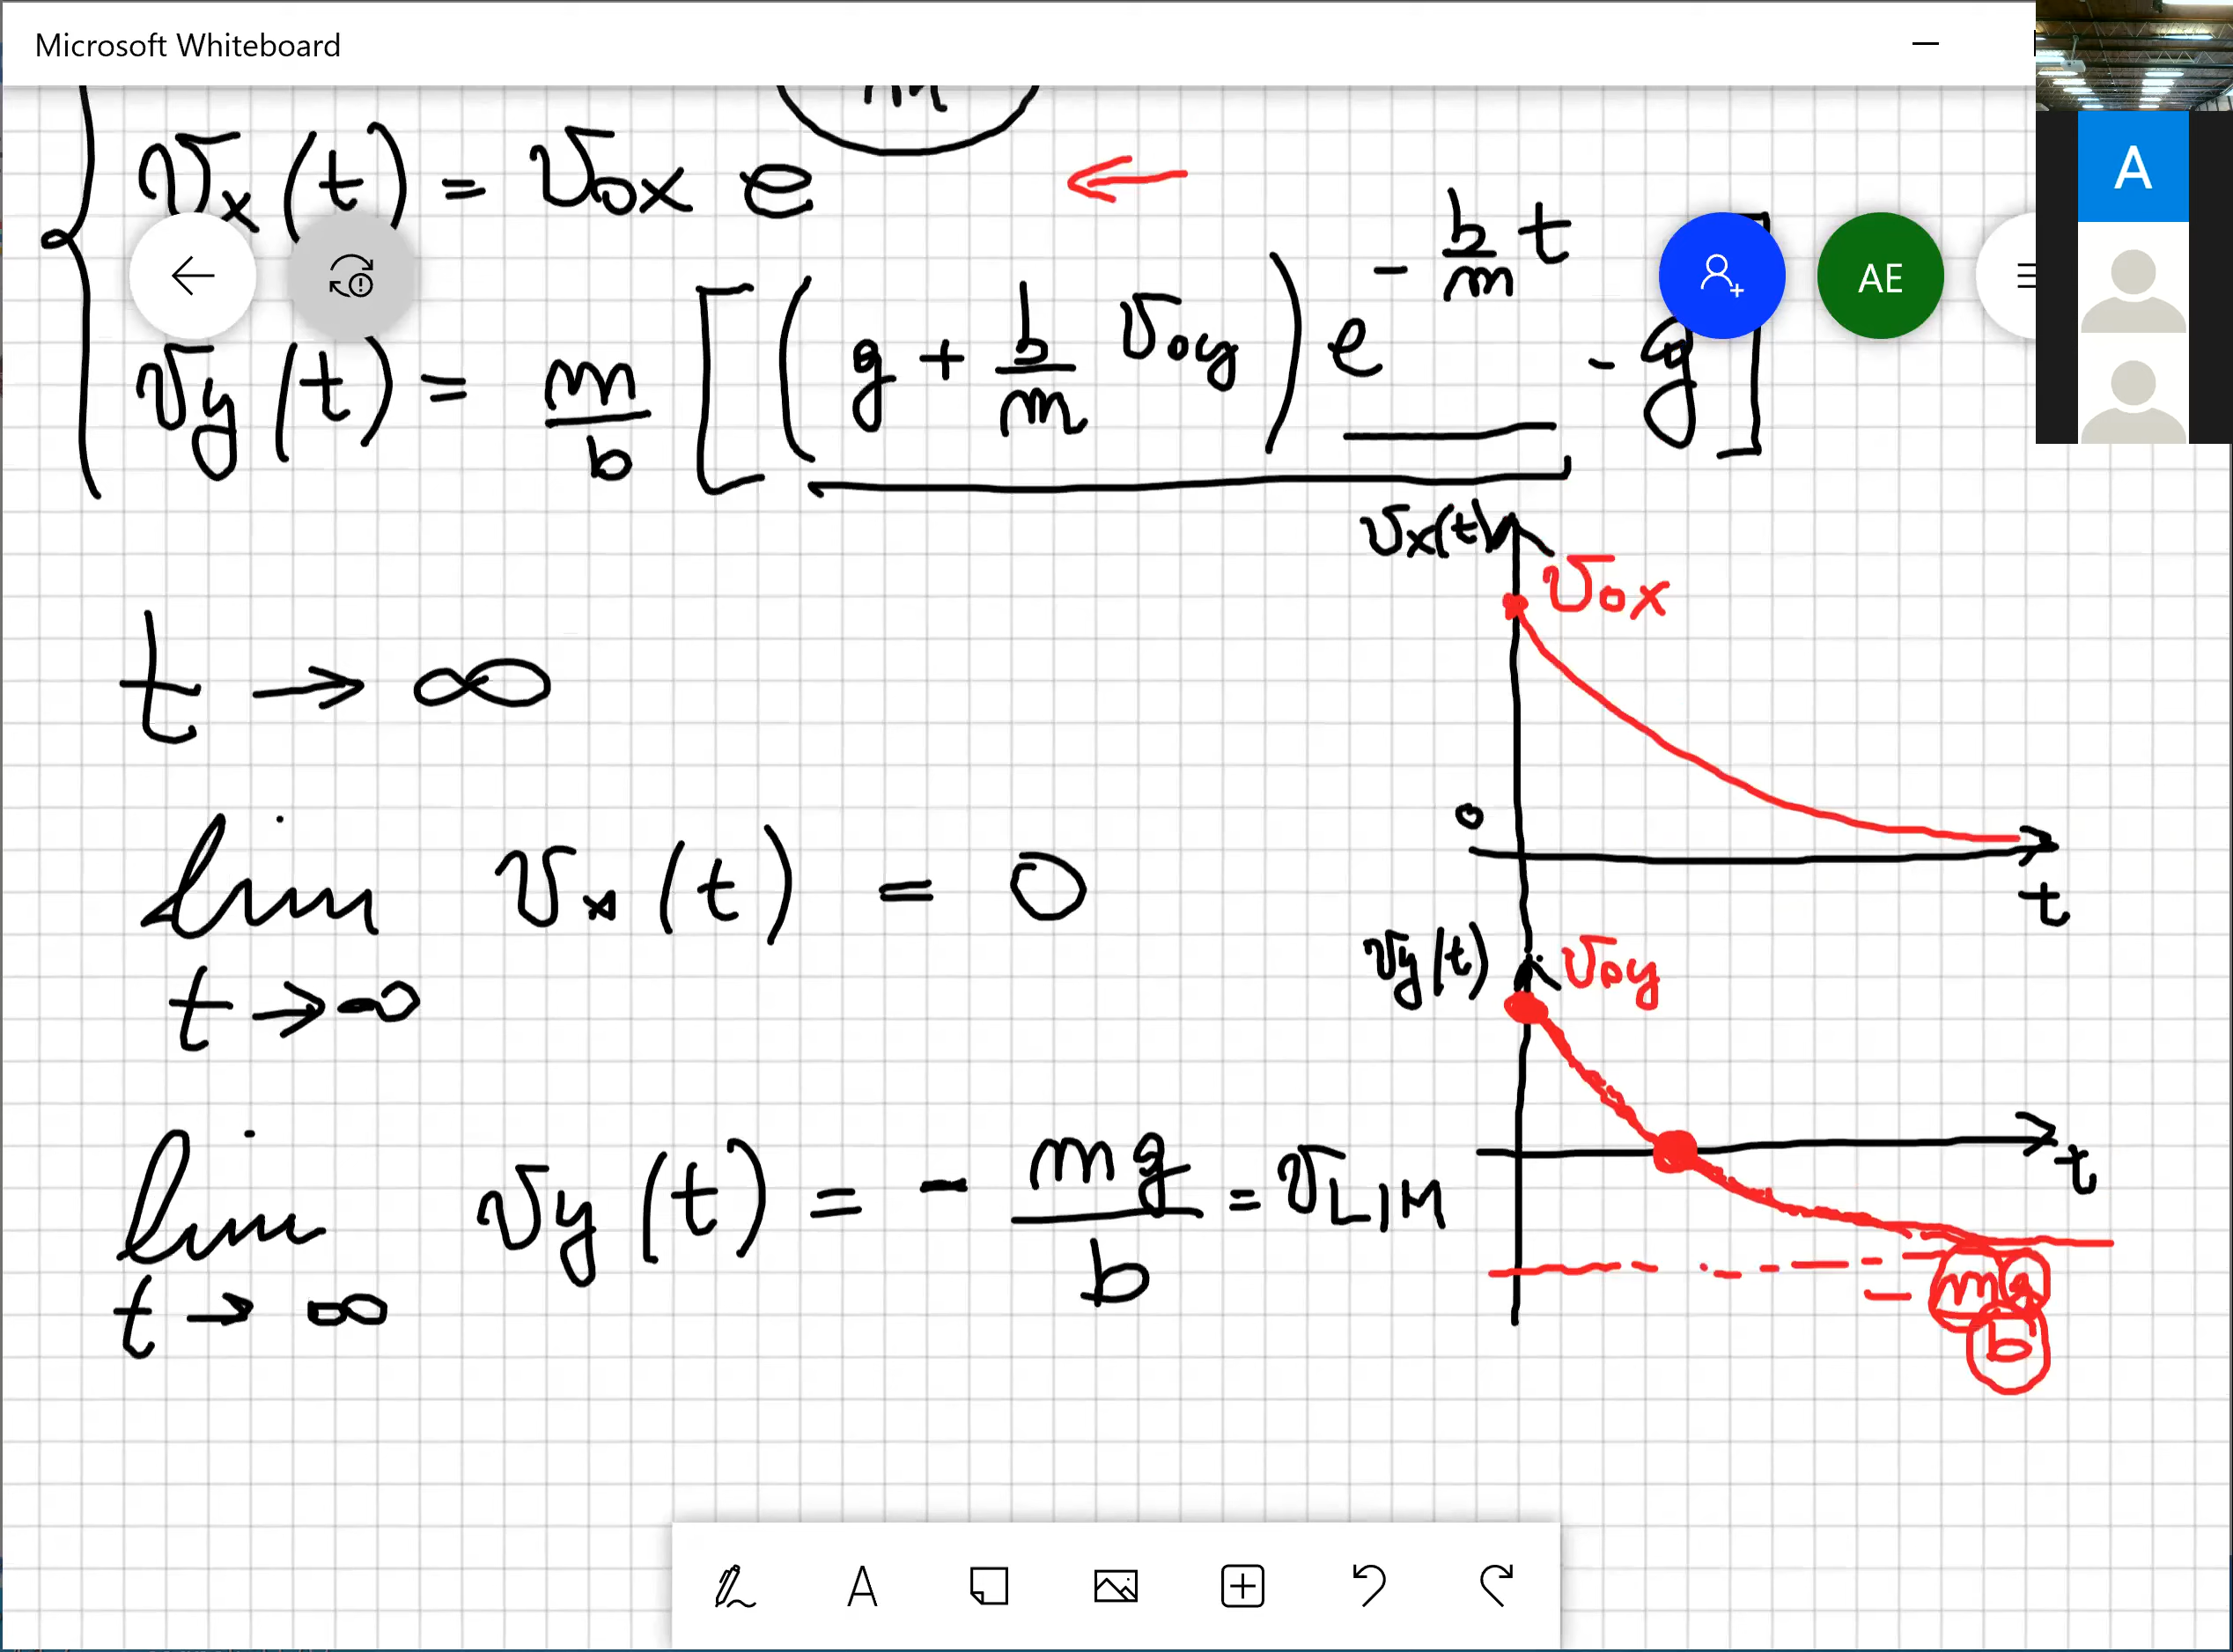 Microsoft Whiteboard
m
vx(t) = v0x e
A
AE
vy(t) = m/b [(g + b/m v0y) e^(-b/m t) - g]
vx(t)
v0x
t → ∞
0
t
lim t→∞ vx(t) = 0
vy(t)
v0y
t
lim t→∞ vy(t) = - mg/b = vLIM
- mg/b
A